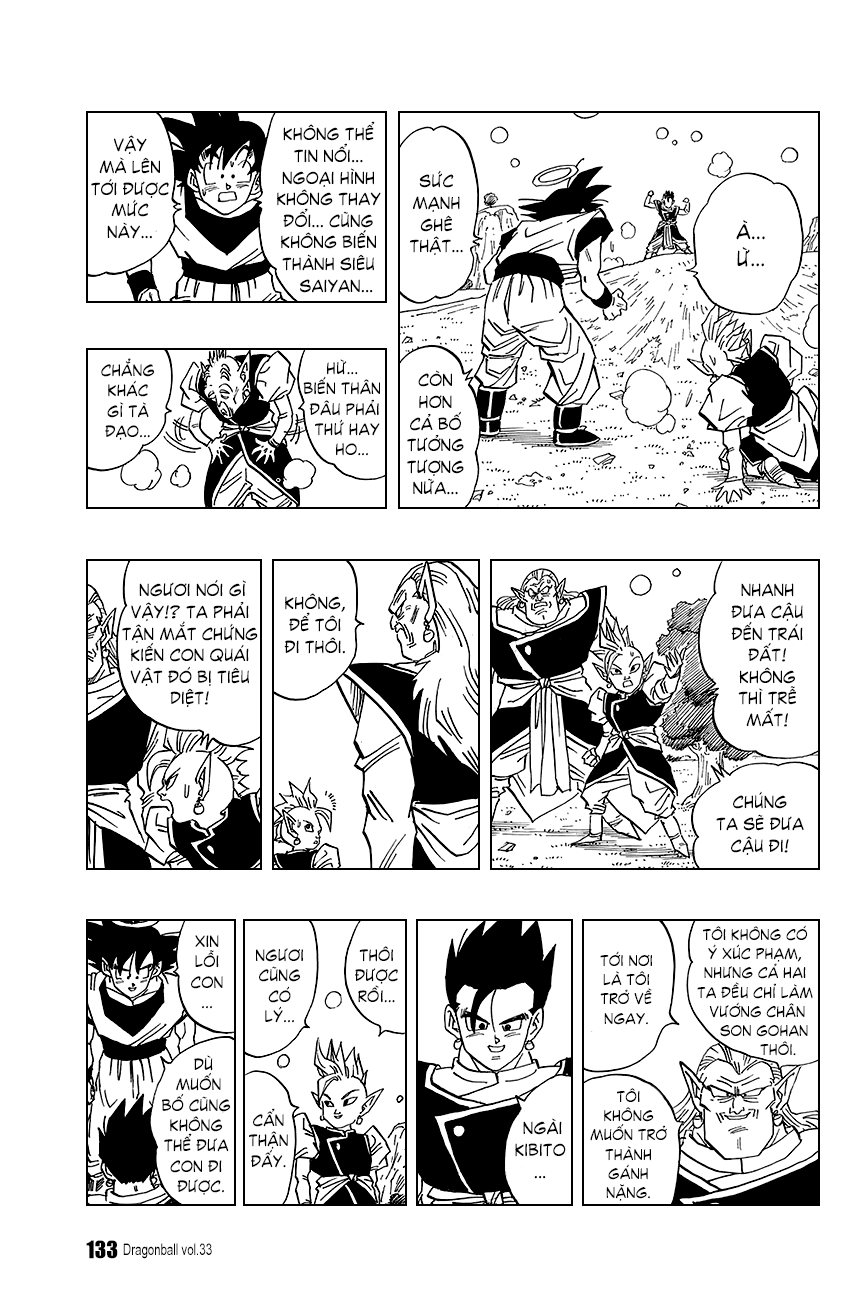 À...
Ừ...
SỨC
MẠNH
GHÊ
THẬT...
CÒN
HƠN
CẢ BỐ
TƯỞNG
TƯỢNG
NỮA...
KHÔNG THỂ
TIN NỔI...
NGOẠI HÌNH
KHÔNG THAY
ĐỔI... CŨNG
KHÔNG BIẾN
THÀNH SIÊU
SAIYAN...
VẬY
MÀ LÊN
TỚI ĐƯỢC
MỨC
NÀY...
HỪ...
BIẾN THÂN
ĐÂU PHẢI
THỨ HAY
HO...
CHẲNG
KHÁC
GÌ TÀ
ĐẠO...
NHANH
ĐƯA CẬU
ĐẾN TRÁI
ĐẤT!
KHÔNG
THÌ TRỄ
MẤT!
CHÚNG
TA SẼ ĐƯA
CẬU ĐI!
KHÔNG,
ĐỂ TÔI
ĐI THÔI.
NGƯƠI NÓI GÌ
VẬY!? TA PHẢI
TẬN MẮT CHỨNG
KIẾN CON QUÁI
VẬT ĐÓ BỊ TIÊU
DIỆT!
TÔI KHÔNG CÓ
Ý XÚC PHẠM,
NHƯNG CẢ HAI
TA ĐỀU CHỈ LÀM
VƯỚNG CHÂN
SON GOHAN
THÔI.
TỚI NƠI
LÀ TÔI
TRỞ VỀ
NGAY.
TÔI
KHÔNG
MUỐN TRỞ
THÀNH
GÁNH
NẶNG.
NGÀI
KIBITO
...
THÔI
ĐƯỢC
RỒI...
NGƯƠI
CŨNG
CÓ
LÝ...
CẨN
THẬN
ĐẤY.
XIN
LỖI
CON
...
DÙ
MUỐN
BỐ CŨNG
KHÔNG
THỂ ĐƯA
CON ĐI
ĐƯỢC.
133 Dragonball vol.33